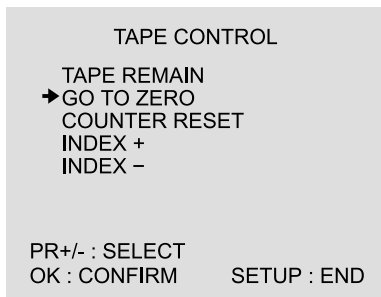 TAPE CONTROL
TAPE REMAIN
➔GO TO ZERO
COUNTER RESET
INDEX +
INDEX −
PR+/- : SELECT
OK : CONFIRM SETUP : END